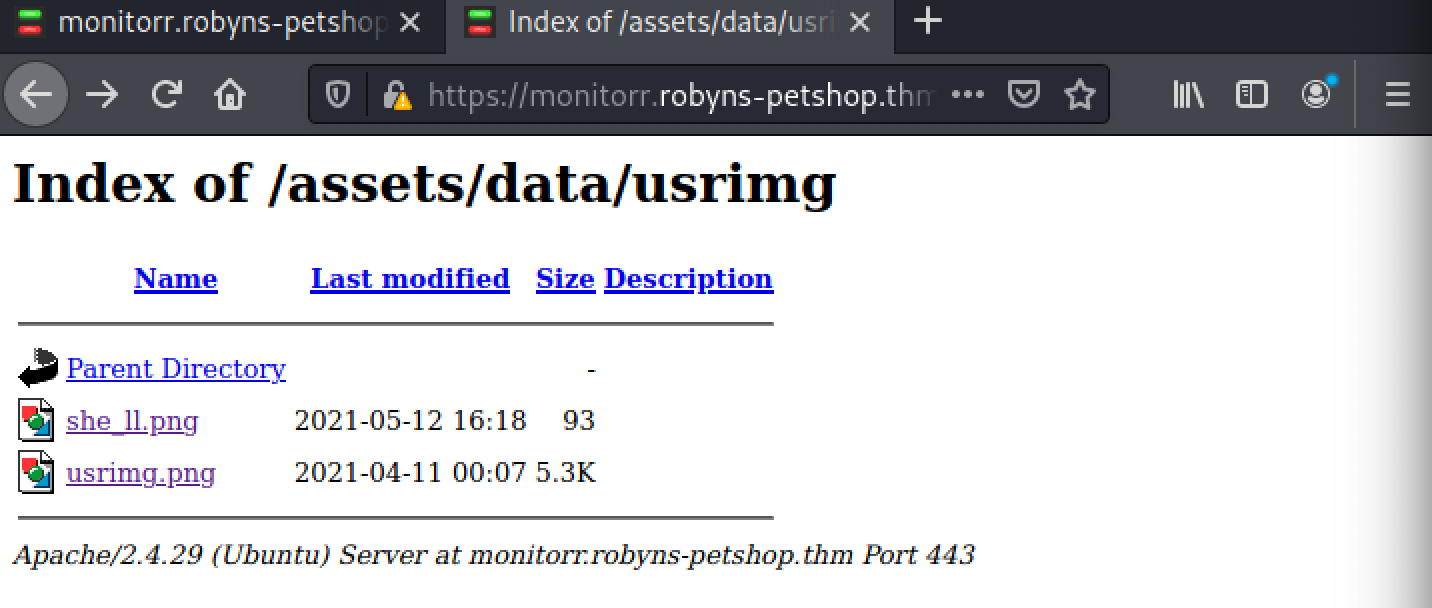 monitorr.robyns-petshop Index of /assets/data/usri
https://monitorr.robyns-petshop.thm
Index of /assets/data/usrimg
Name Last modified Size Description
Parent Directory -
she_ll.png 2021-05-12 16:18 93
usrimg.png 2021-04-11 00:07 5.3K
Apache/2.4.29 (Ubuntu) Server at monitorr.robyns-petshop.thm Port 443